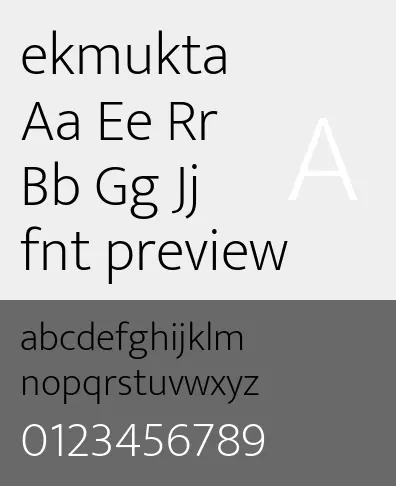 ekmukta
Aa Ee Rr
A
Bb Gg Jj
fnt preview
abcdefghijklm
nopqrstuvwxyz
0123456789